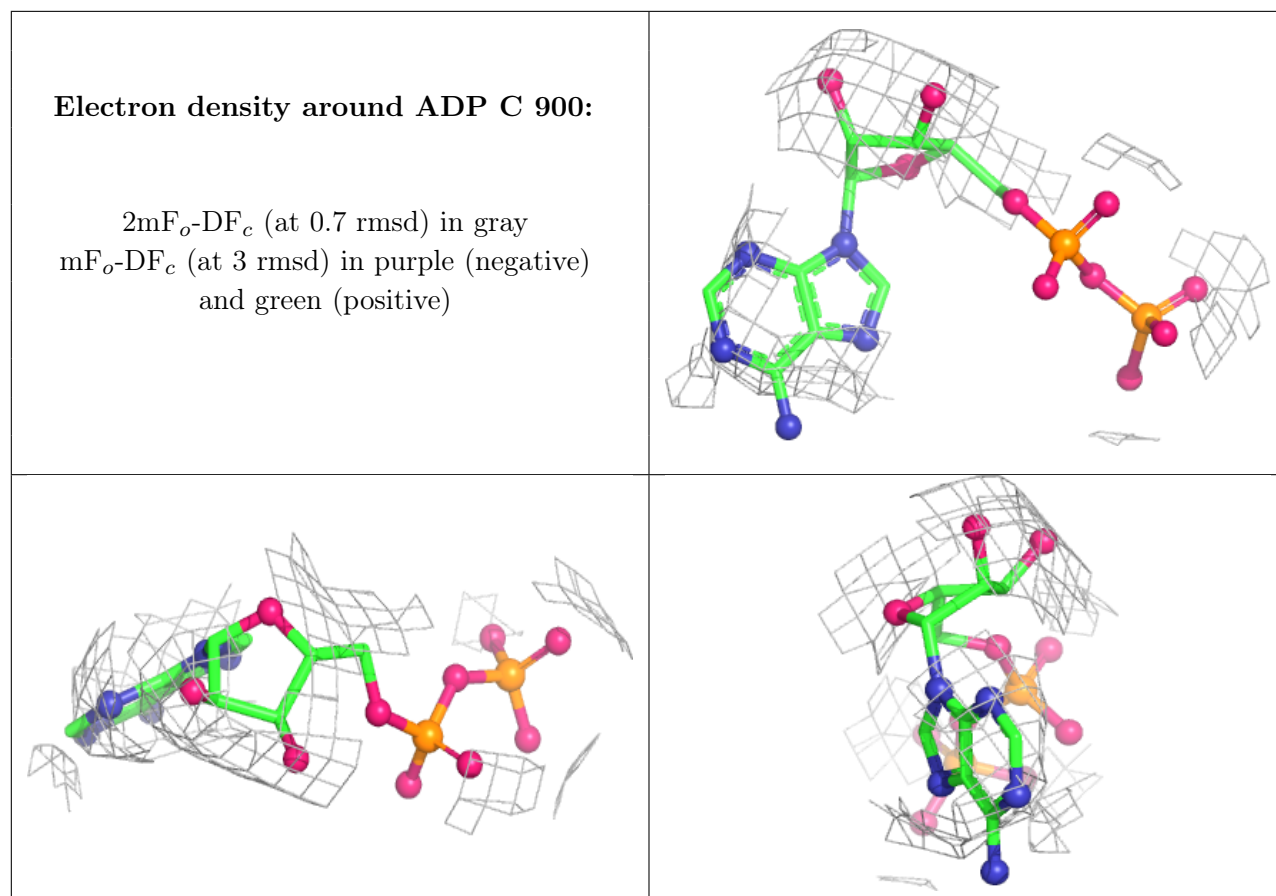 Electron density around ADP C 900:
2mFo-DFc (at 0.7 rmsd) in gray
mFo-DFc (at 3 rmsd) in purple (negative)
and green (positive)